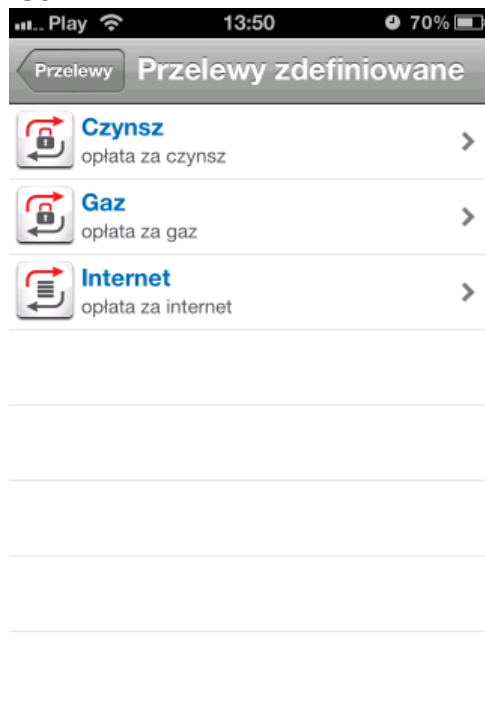 Play 13:50 70%
Przelewy Przelewy zdefiniowane
Czynsz
opłata za czynsz
Gaz
opłata za gaz
Internet
opłata za internet